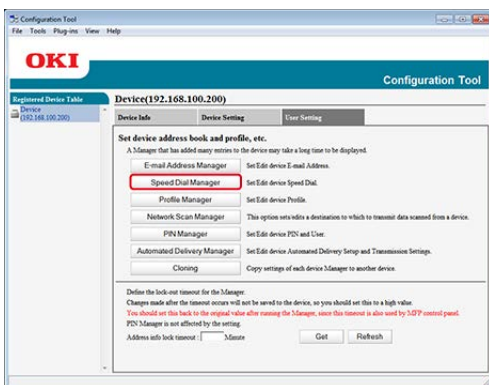 Configuration Tool
File Tools Plug-ins View Help
OKI
Configuration Tool
Registered Device Table
Device
(192.168.100.200)
Device(192.168.100.200)
Device Info Device Setting User Setting
Set device address book and profile, etc.
A Manager that has added many entries to the device may take a long time to be displayed.
E-mail Address Manager Set/Edit device E-mail Address.
Speed Dial Manager Set/Edit device Speed Dial.
Profile Manager Set/Edit device Profile.
Network Scan Manager This option sets/edits a destination to which to transmit data scanned from a device.
PIN Manager Set/Edit device PIN and User.
Automated Delivery Manager Set/Edit device Automated Delivery Setup and Transmission Settings.
Cloning Copy settings of each device Manager to another device.
Define the lock-out timeout for the Manager.
Changes made after the timeout occurs will not be saved to the device, so you should set this to a high value.
You should set this back to the original value after running the Manager, since this timeout is also used by MFP control panel.
PIN Manager is not affected by the setting.
Address info lock timeout : Minute Get Refresh